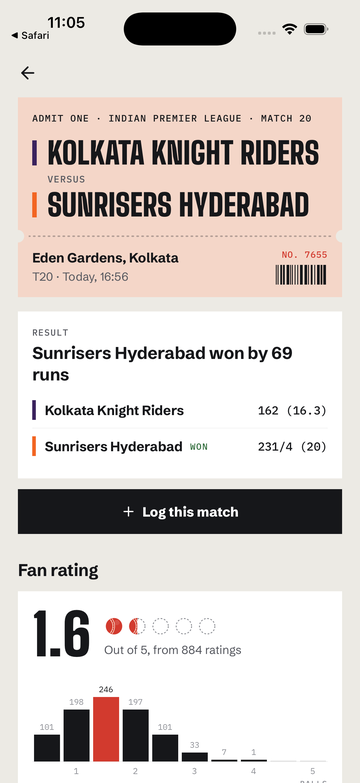 11:05
◀ Safari
ADMIT ONE · INDIAN PREMIER LEAGUE · MATCH 20
KOLKATA KNIGHT RIDERS
VERSUS
SUNRISERS HYDERABAD
Eden Gardens, Kolkata
NO. 7655
T20 · Today, 16:56
RESULT
Sunrisers Hyderabad won by 69
runs
Kolkata Knight Riders 162 (16.3)
Sunrisers Hyderabad WON 231/4 (20)
+ Log this match
Fan rating
1.6
Out of 5, from 884 ratings
246
198 197
101 101
33
7 1
1 2 3 4 5